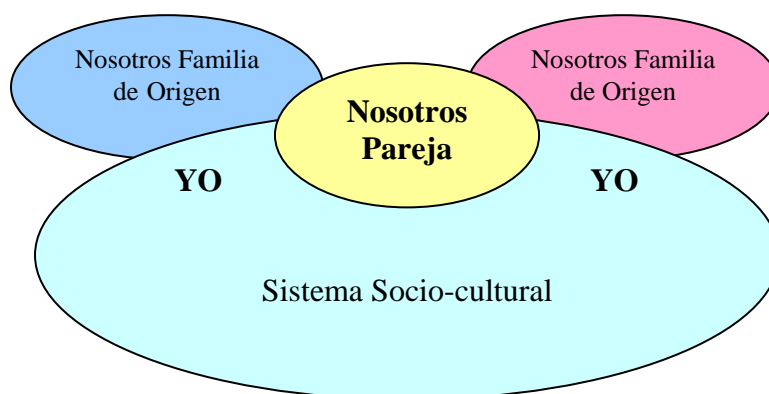 Nosotros Familia
de Origen
Nosotros Familia
de Origen
Nosotros
Pareja
YO
YO
Sistema Socio-cultural